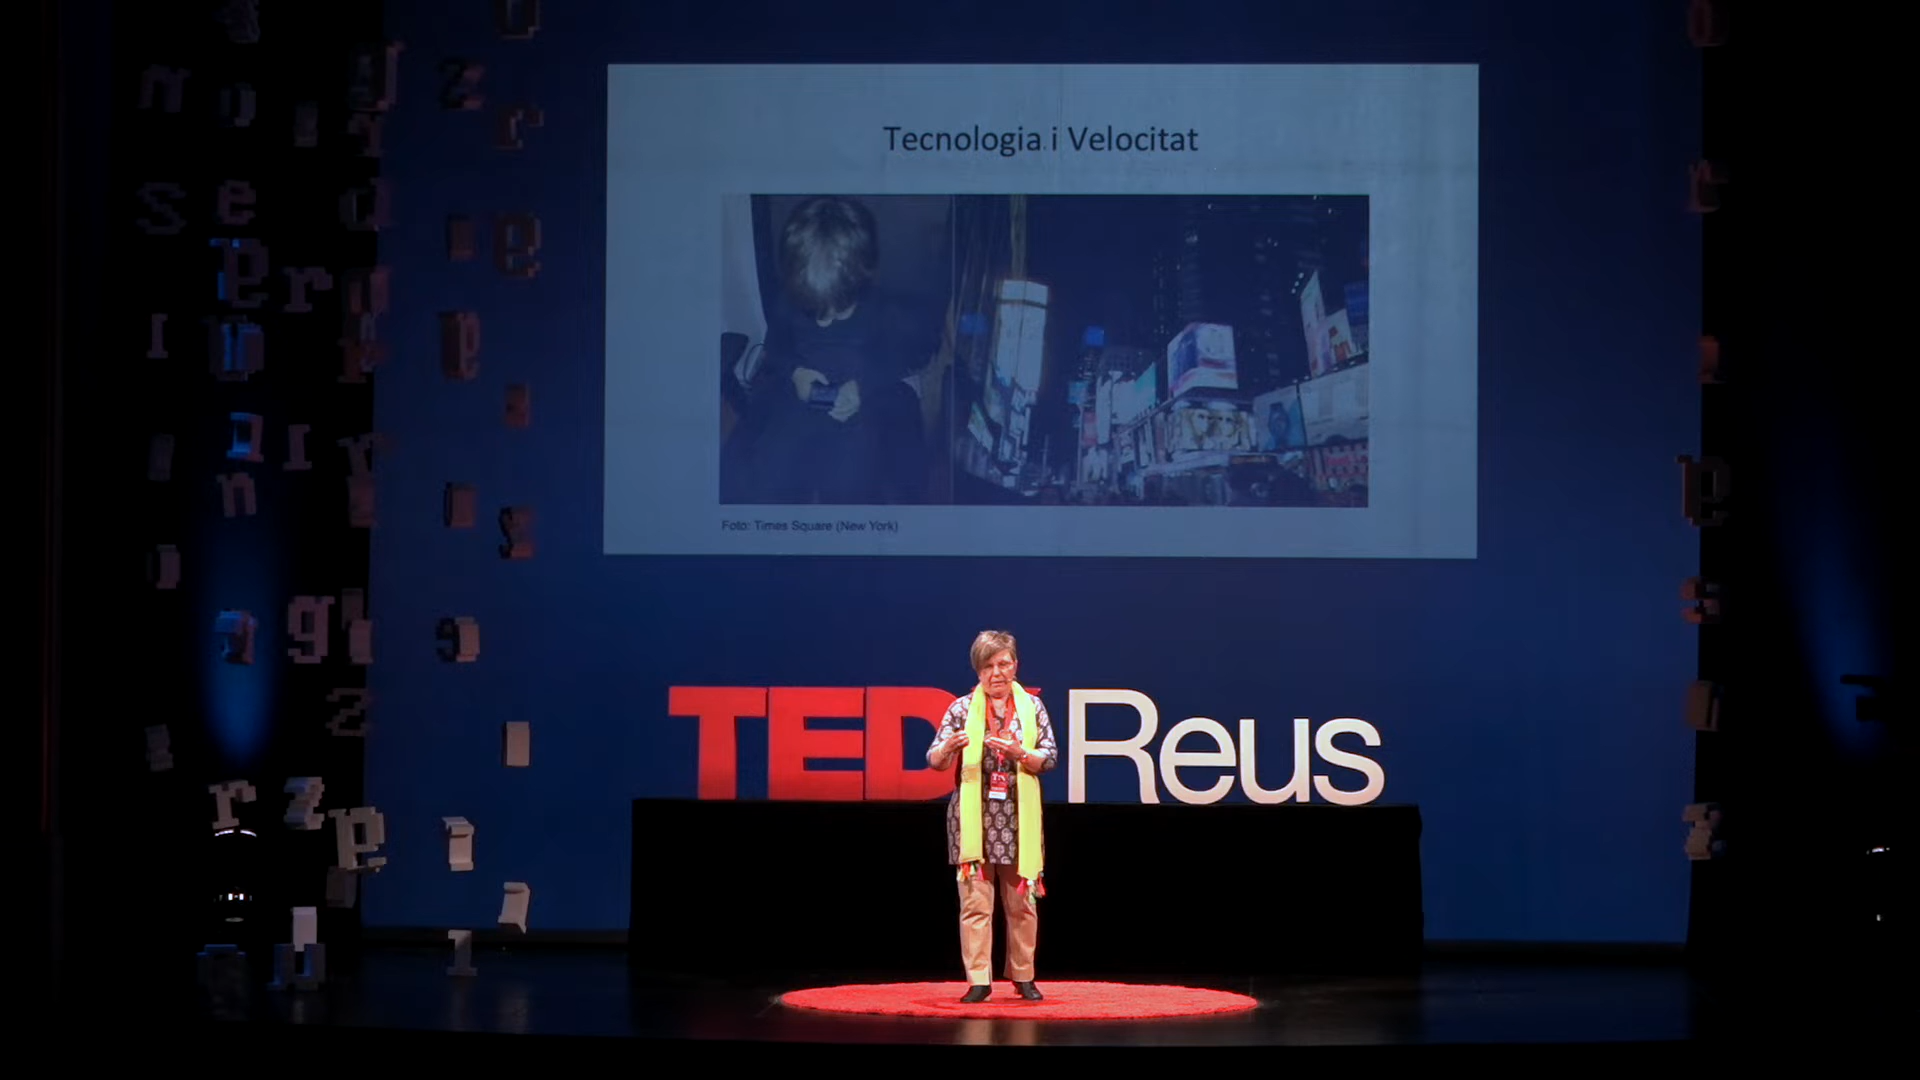 Tecnologia i Velocitat
Foto: Times Square (New York)
TEDx Reus